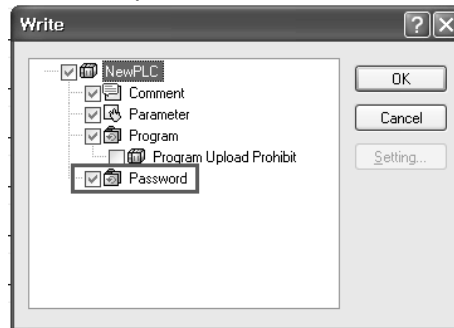 Write
NewPLC
Comment
Parameter
Program
Program Upload Prohibit
Password
OK
Cancel
Setting...